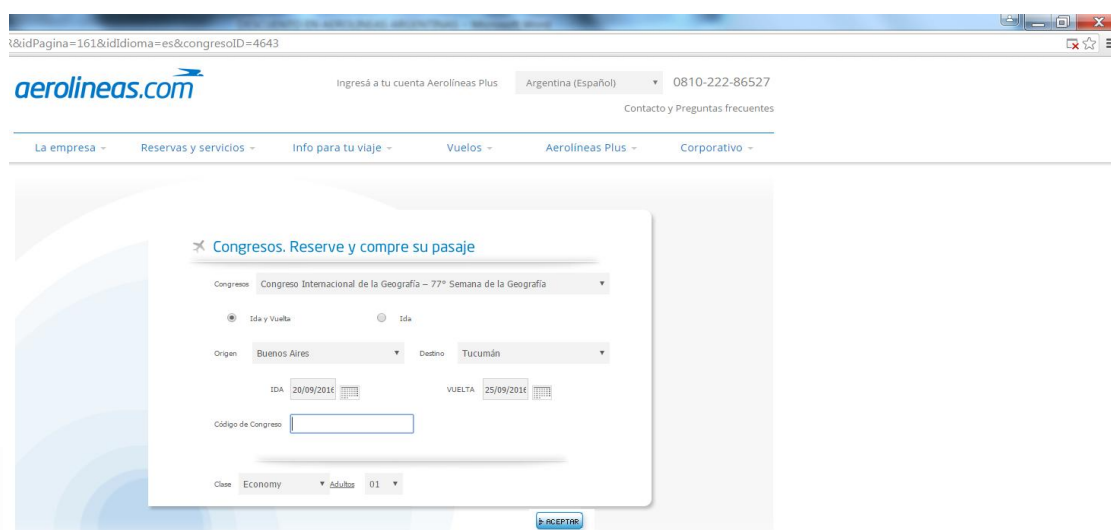 R&idPagina=161&idIdioma=es&congresoID=4643
aerolineas.com
Ingresá a tu cuenta Aerolíneas Plus Argentina (Español) 0810-222-86527
Contacto y Preguntas frecuentes
La empresa Reservas y servicios Info para tu viaje Vuelos Aerolíneas Plus Corporativo
Congresos. Reserve y compre su pasaje
Congresos Congreso Internacional de la Geografía – 77° Semana de la Geografía
Ida y Vuelta Ida
Origen Buenos Aires Destino Tucumán
IDA 20/09/2016 VUELTA 25/09/2016
Código de Congreso
Clase Economy Adultos 01
ACEPTAR